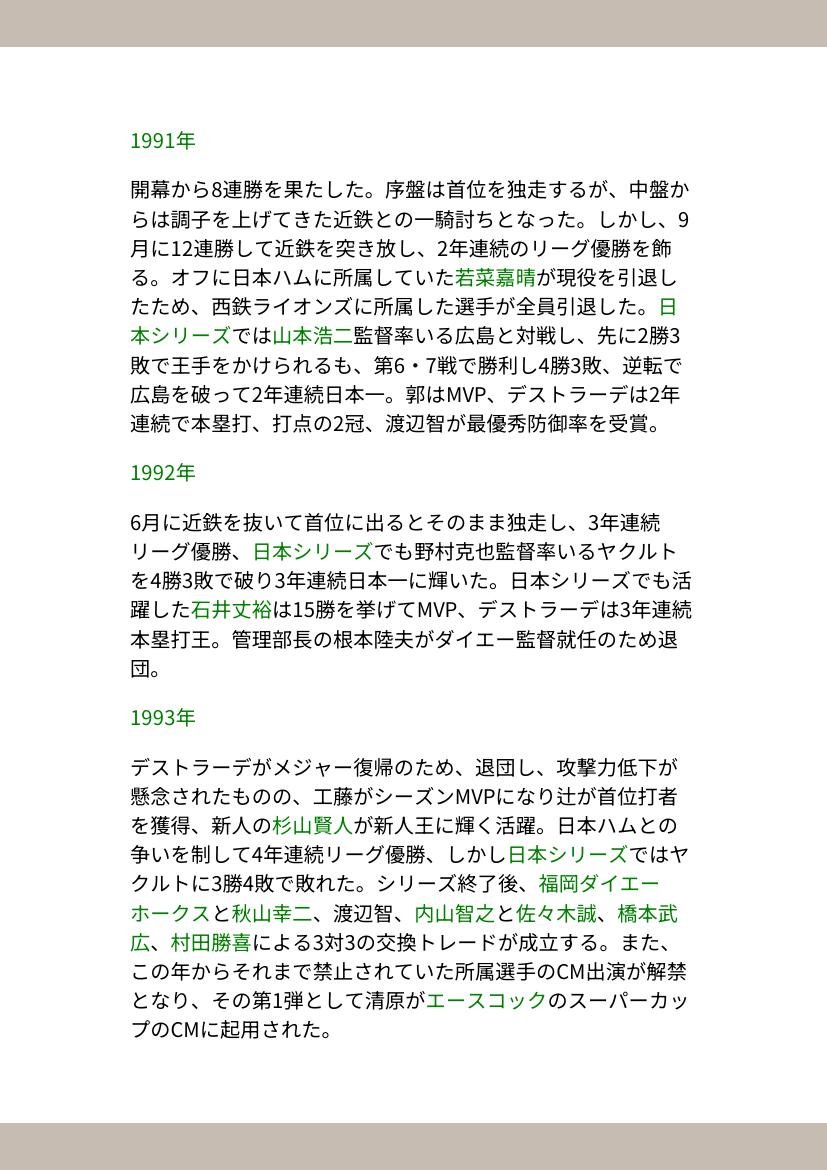 1991年
開幕から8連勝を果たした。序盤は首位を独走するが、中盤か
らは調子を上げてきた近鉄との一騎討ちとなった。しかし、9
月に12連勝して近鉄を突き放し、2年連続のリーグ優勝を飾
る。オフに日本ハムに所属していた若菜嘉晴が現役を引退し
たため、西鉄ライオンズに所属した選手が全員引退した。日
本シリーズでは山本浩二監督率いる広島と対戦し、先に2勝3
敗で王手をかけられるも、第6・7戦で勝利し4勝3敗、逆転で
広島を破って2年連続日本一。郭はMVP、デストラーデは2年
連続で本塁打、打点の2冠、渡辺智が最優秀防御率を受賞。
1992年
6月に近鉄を抜いて首位に出るとそのまま独走し、3年連続
リーグ優勝、日本シリーズでも野村克也監督率いるヤクルト
を4勝3敗で破り3年連続日本一に輝いた。日本シリーズでも活
躍した石井丈裕は15勝を挙げてMVP、デストラーデは3年連続
本塁打王。管理部長の根本陸夫がダイエー監督就任のため退
団。
1993年
デストラーデがメジャー復帰のため、退団し、攻撃力低下が
懸念されたものの、工藤がシーズンMVPになり辻が首位打者
を獲得、新人の杉山賢人が新人王に輝く活躍。日本ハムとの
争いを制して4年連続リーグ優勝、しかし日本シリーズではヤ
クルトに3勝4敗で敗れた。シリーズ終了後、福岡ダイエー
ホークスと秋山幸二、渡辺智、内山智之と佐々木誠、橋本武
広、村田勝喜による3対3の交換トレードが成立する。また、
この年からそれまで禁止されていた所属選手のCM出演が解禁
となり、その第1弾として清原がエースコックのスーパーカッ
プのCMに起用された。